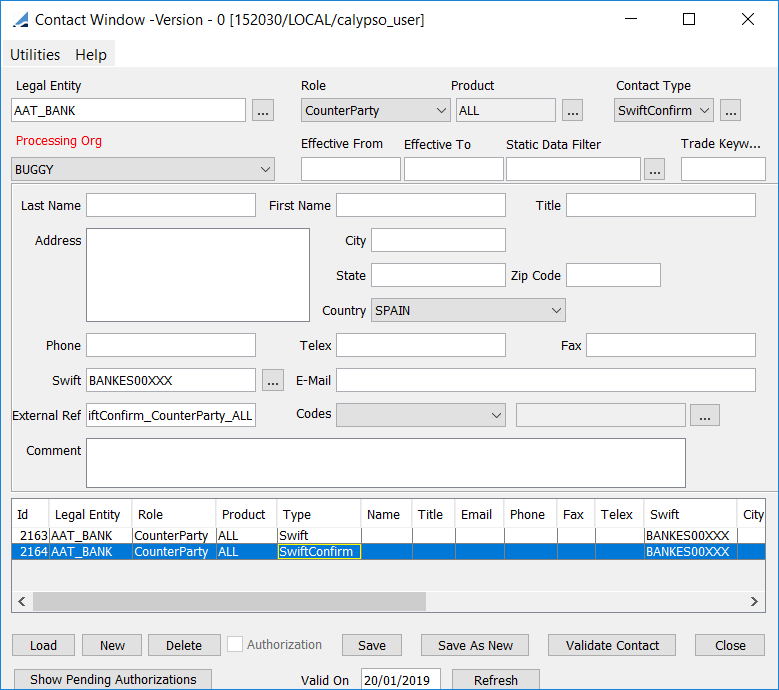 Contact Window -Version - 0 [152030/LOCAL/calypso_user]
Utilities Help
Legal Entity Role Product Contact Type
AAT_BANK ... CounterParty ALL ... SwiftConfirm ...
Processing Org Effective From Effective To Static Data Filter Trade Keyw...
BUGGY ...
Last Name First Name Title
Address City
State Zip Code
Country SPAIN
Phone Telex Fax
Swift BANKES00XXX ... E-Mail
External Ref iftConfirm_CounterParty_ALL Codes ...
Comment
Id Legal Entity Role Product Type Name Title Email Phone Fax Telex Swift City
2163 AAT_BANK CounterParty ALL Swift BANKES00XXX
2164 AAT_BANK CounterParty ALL SwiftConfirm BANKES00XXX
Load New Delete Authorization Save Save As New Validate Contact Close
Show Pending Authorizations Valid On 20/01/2019 Refresh